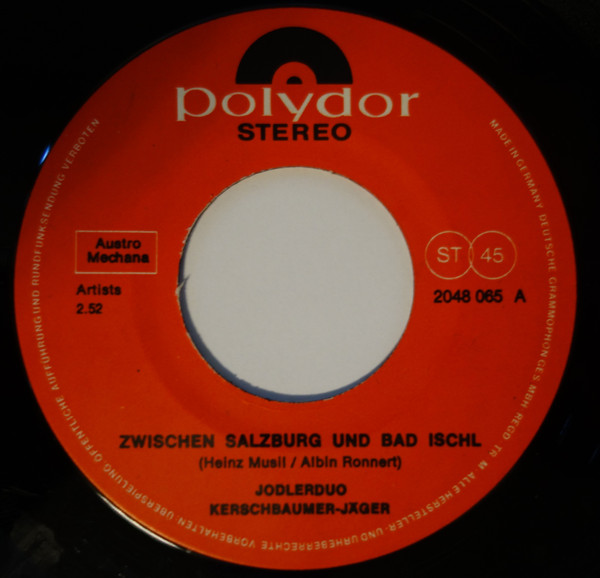 polydor
STEREO
Austro
Mechana
Artists
2.52
ST 45
2048 065 A
ZWISCHEN SALZBURG UND BAD ISCHL
(Heinz Musil / Albin Ronnert)
JODLERDUO
KERSCHBAUMER-JÄGER
MADE IN GERMANY DEUTSCHE GRAMMOPHON GES MBH REGD TR M ALLE HERSTELLER- UND URHEBERRECHTE VORBEHALTEN ÜBERSPIELUNG ÖFFENTLICHE AUFFÜHRUNG UND RUNDFUNKSENDUNG VERBOTEN